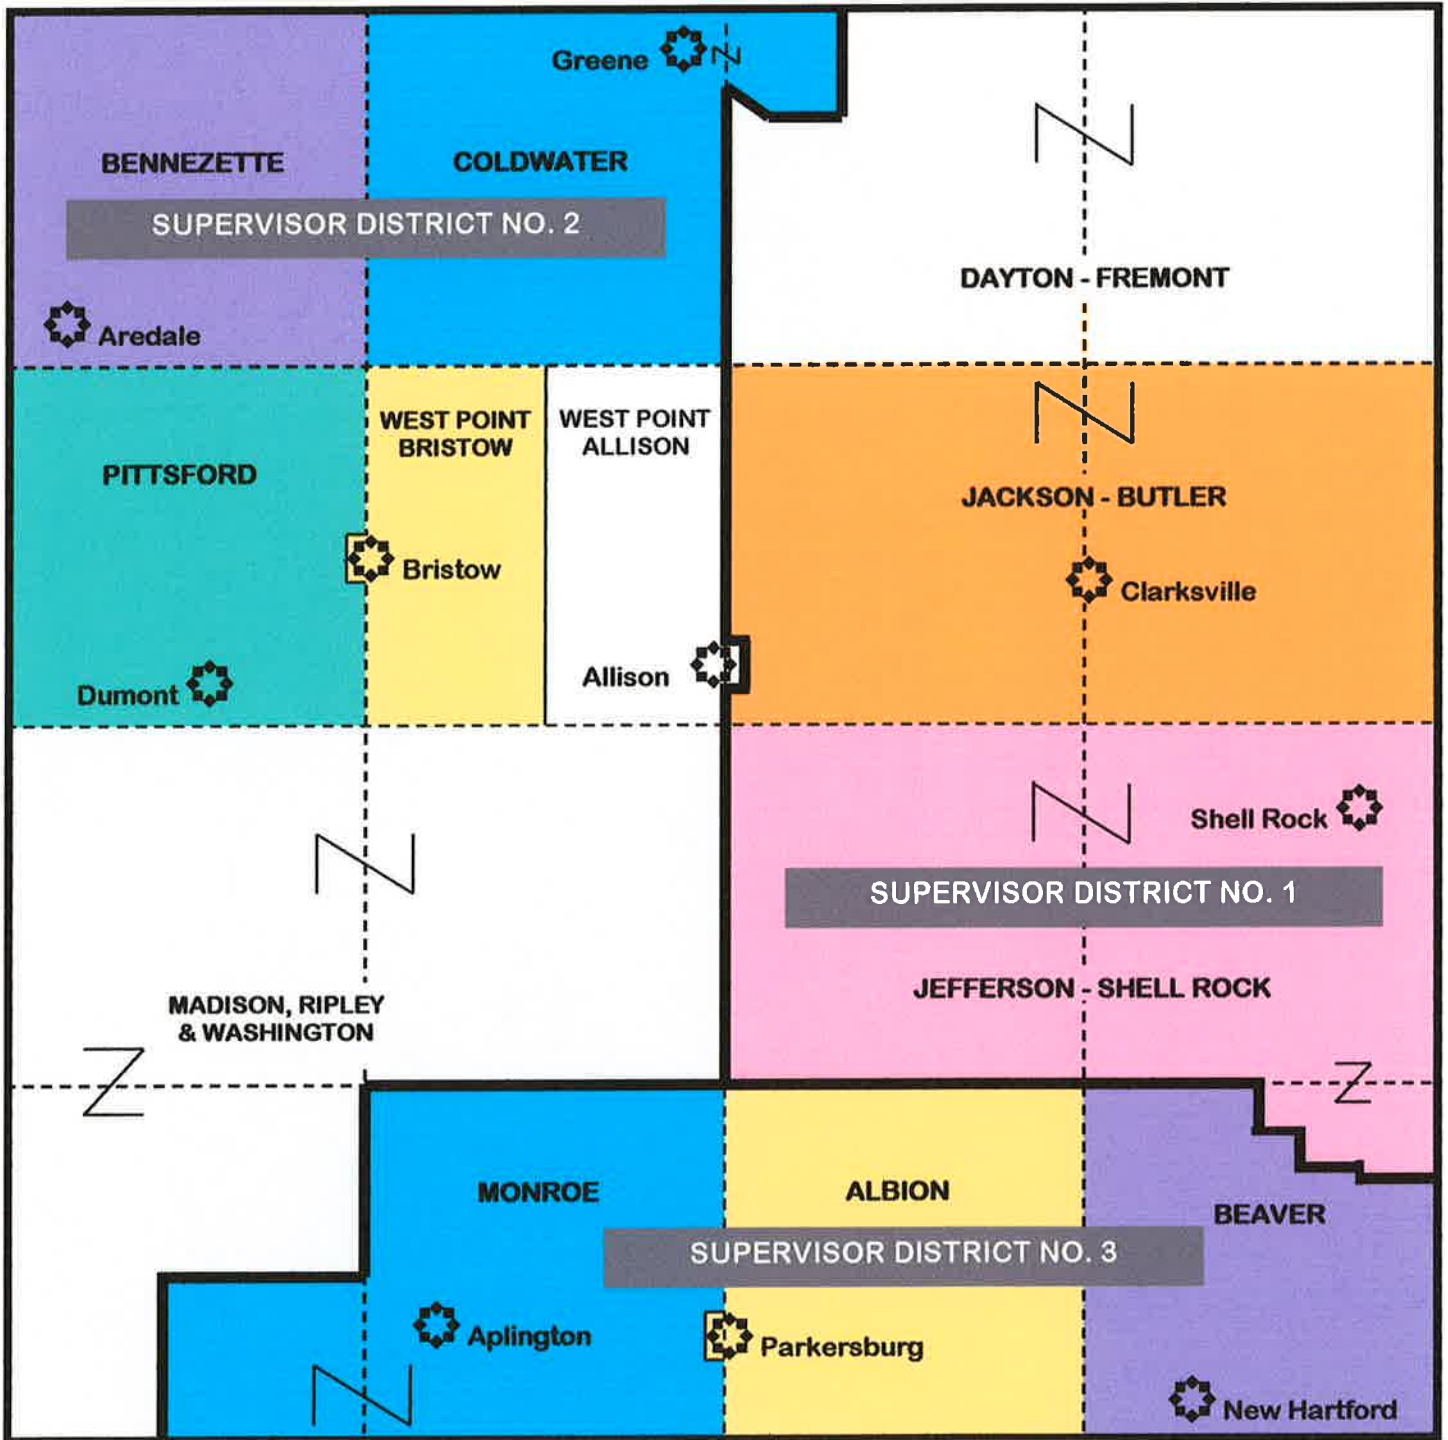 Greene
BENNEZETTE
COLDWATER
SUPERVISOR DISTRICT NO. 2
DAYTON - FREMONT
Aredale
WEST POINT
BRISTOW
WEST POINT
ALLISON
PITTSFORD
JACKSON - BUTLER
Bristow
Clarksville
Allison
Dumont
Shell Rock
SUPERVISOR DISTRICT NO. 1
JEFFERSON - SHELL ROCK
MADISON, RIPLEY
& WASHINGTON
MONROE
ALBION
BEAVER
SUPERVISOR DISTRICT NO. 3
Aplington
Parkersburg
New Hartford